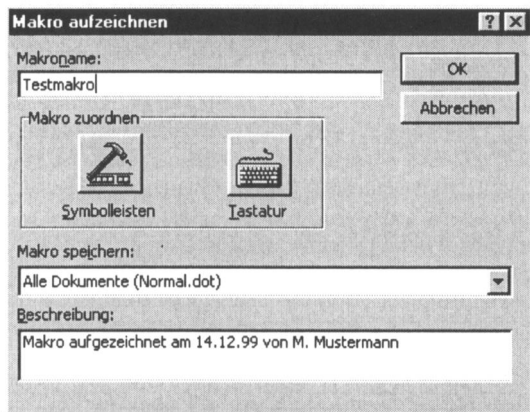 Makro aufzeichnen
Makroname:
Testmakro
OK
Abbrechen
Makro zuordnen
Symbolleisten
Tastatur
Makro speichern:
Alle Dokumente (Normal.dot)
Beschreibung:
Makro aufgezeichnet am 14.12.99 von M. Mustermann